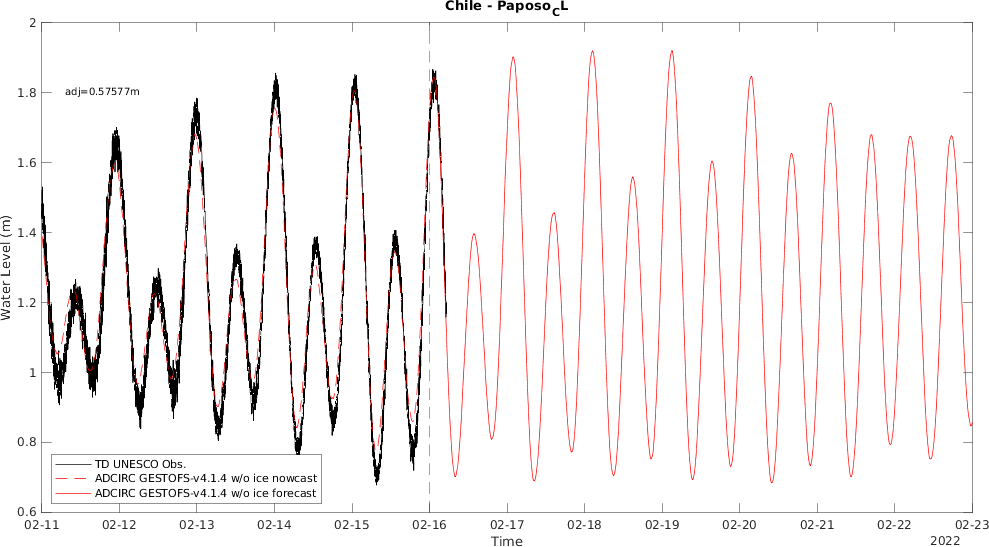 Chile - Paposo_CL
2
1.8
1.6
1.4
1.2
1
0.8
0.6
Water Level (m)
adj=0.57577m
TD UNESCO Obs.
ADCIRC GESTOFS-v4.1.4 w/o ice nowcast
ADCIRC GESTOFS-v4.1.4 w/o ice forecast
02-11 02-12 02-13 02-14 02-15 02-16 02-17 02-18 02-19 02-20 02-21 02-22 02-23
Time
2022